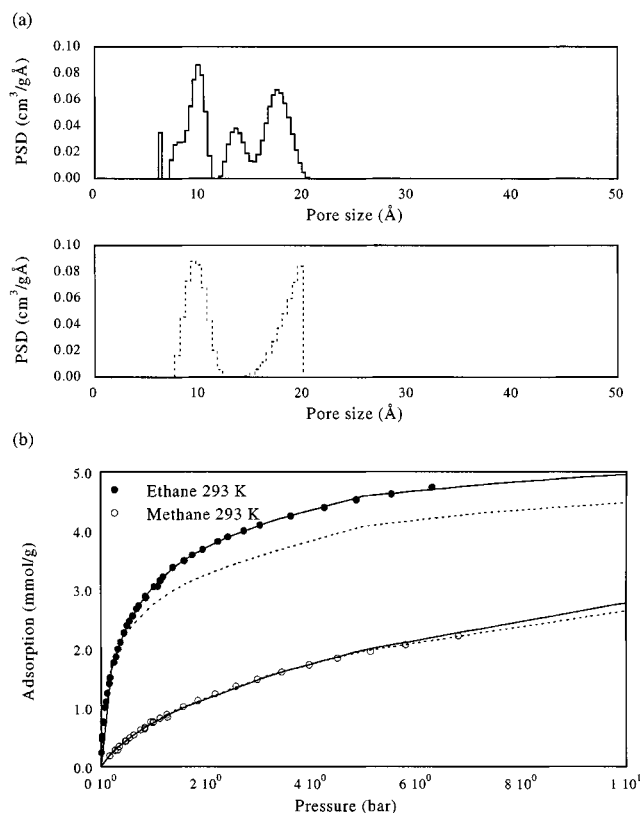 (a)
0.10
0.08
0.06
0.04
0.02
0.00
PSD (cm³/gÅ)
0 10 20 30 40 50
Pore size (Å)
0.10
0.08
0.06
0.04
0.02
0.00
PSD (cm³/gÅ)
0 10 20 30 40 50
Pore size (Å)
(b)
5.0
4.0
3.0
2.0
1.0
0.0
Adsorption (mmol/g)
Ethane 293 K
Methane 293 K
0 10⁰ 2 10⁰ 4 10⁰ 6 10⁰ 8 10⁰ 1 10¹
Pressure (bar)